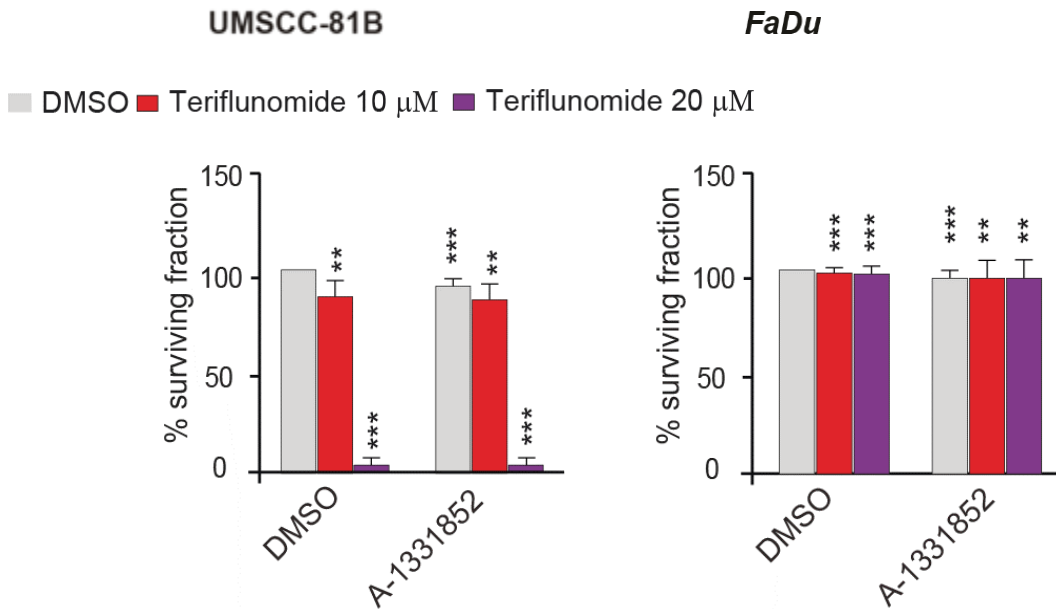 UMSCC-81B
FaDu
DMSO Teriflunomide 10 μM Teriflunomide 20 μM
% surviving fraction
150
100
50
0
**
***
***
**
***
DMSO
A-1331852
% surviving fraction
150
100
50
0
***
***
***
**
**
DMSO
A-1331852